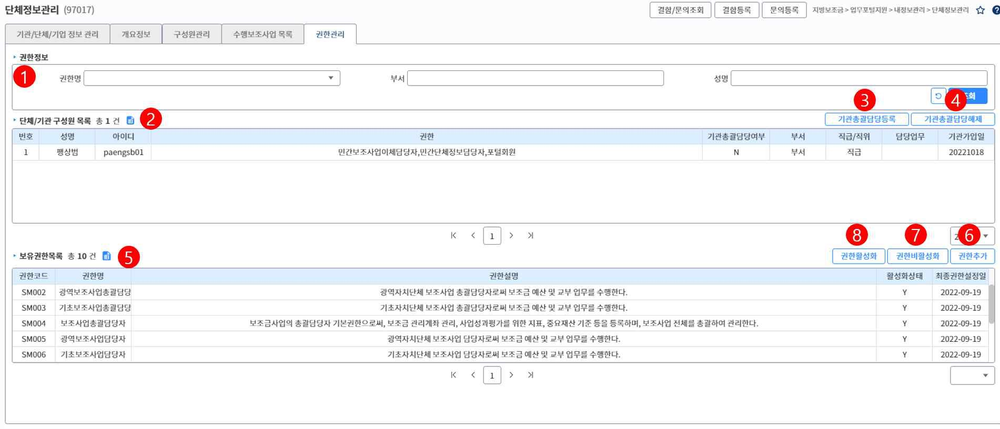 단체정보관리 (97017)
결함/문의조회 결함등록 문의등록 지방보조금 > 업무포털지원 > 내정보관리 > 단체정보관리
기관/단체/기업 정보 관리 개요정보 구성원관리 수행보조사업 목록 권한관리
권한정보
1 권한명 부서 성명
3 4 조회
단체/기관 구성원 목록 총 1 건 2 기관총괄담당등록 기관총괄담당해제
번호 성명 아이디 권한 기관총괄담당여부 부서 직급/직위 담당업무 기관가입일
1 팽상범 paengsb01 민간보조사업이체담당자,민간단체정보담당자,포털회원 N 부서 직급 20221018
1 8 7 6
보유권한목록 총 10 건 5 권한활성화 권한비활성화 권한추가
권한코드 권한명 권한설명 활성화상태 최종권한설정일
SM002 광역보조사업총괄담당 광역자치단체 보조사업 총괄담당자로써 보조금 예산 및 교부 업무를 수행한다. Y 2022-09-19
SM003 기초보조사업총괄담당 기초자치단체 보조사업 총괄담당자로써 보조금 예산 및 교부 업무를 수행한다. Y 2022-09-19
SM004 보조사업총괄담당자 보조금사업의 총괄담당자 기본권한으로써, 보조금 관리계좌 관리, 사업성과평가를 위한 지표, 중요재산 기준 등을 등록하며, 보조사업 전체를 총괄하여 관리한다. Y 2022-09-19
SM005 광역보조사업담당자 광역자치단체 보조사업 담당자로써 보조금 예산 및 교부 업무를 수행한다. Y 2022-09-19
SM006 기초보조사업담당자 기초자치단체 보조사업 담당자로써 보조금 예산 및 교부 업무를 수행한다. Y 2022-09-19
1